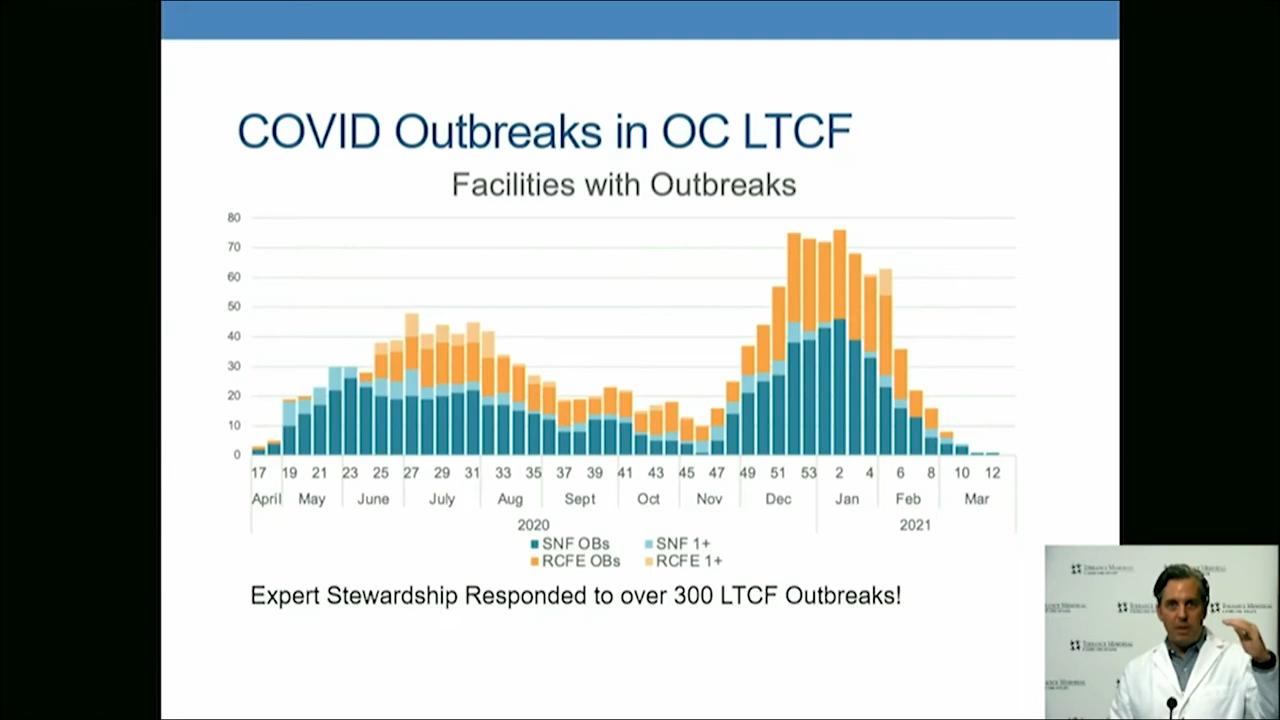 COVID Outbreaks in OC LTCF
Facilities with Outbreaks
80
70
60
50
40
30
20
10
0
17 19 21 23 25 27 29 31 33 35 37 39 41 43 45 47 49 51 53 2 4 6 8 10 12
April May June July Aug Sept Oct Nov Dec Jan Feb Mar
2020 2021
SNF OBs SNF 1+
RCFE OBs RCFE 1+
Expert Stewardship Responded to over 300 LTCF Outbreaks!
TORRANCE MEMORIAL